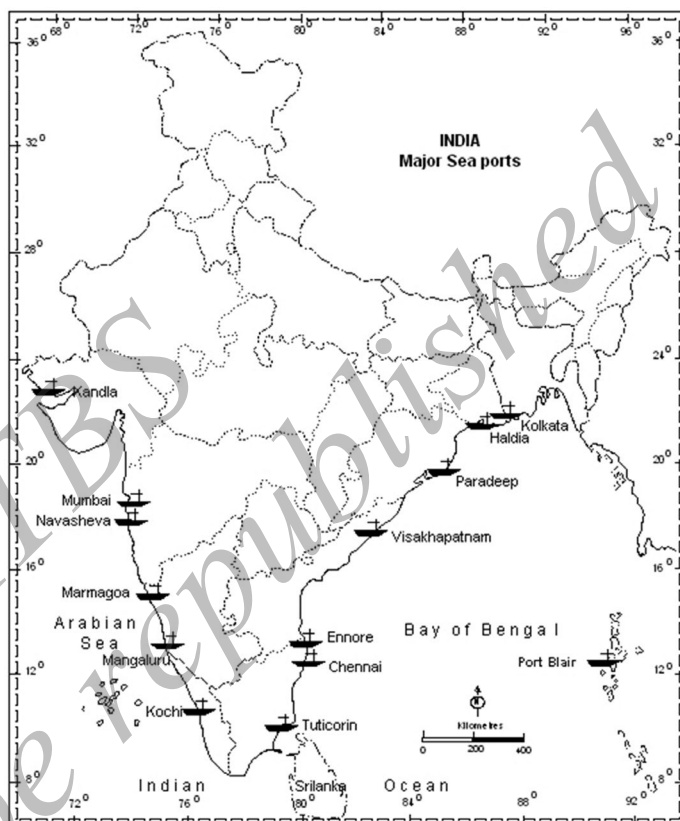 68 72 76 80 84 88 92 96
36° 36°
INDIA
Major Sea ports
32° 32°
28° 28°
24° 24°
Kandla
Kolkata
Haldia
20° 20°
Paradeep
Mumbai
Navasheva
Visakhapatnam
16° 16°
Marmagoa
Arabian
Sea
Ennore
Bay of Bengal
Mangaluru
Chennai
Port Blair
12° 12°
Kochi
Tuticorin
Kilometres
0 200 400
8° 8°
Indian
Srilanka
Ocean
72° 76° 80° 84° 88° 92°
TBS
e republished